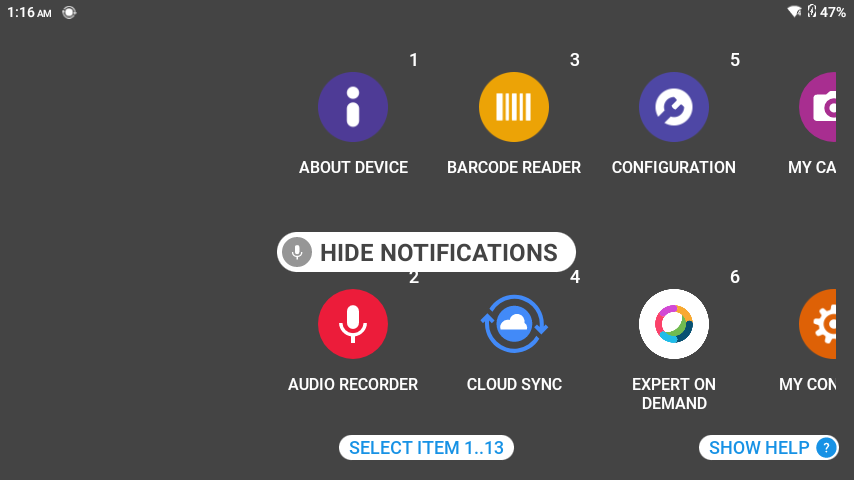 1:16 AM
47%
1
3
5
ABOUT DEVICE
BARCODE READER
CONFIGURATION
MY CA
HIDE NOTIFICATIONS
2
4
6
AUDIO RECORDER
CLOUD SYNC
EXPERT ON
DEMAND
MY CON
SELECT ITEM 1..13
SHOW HELP ?